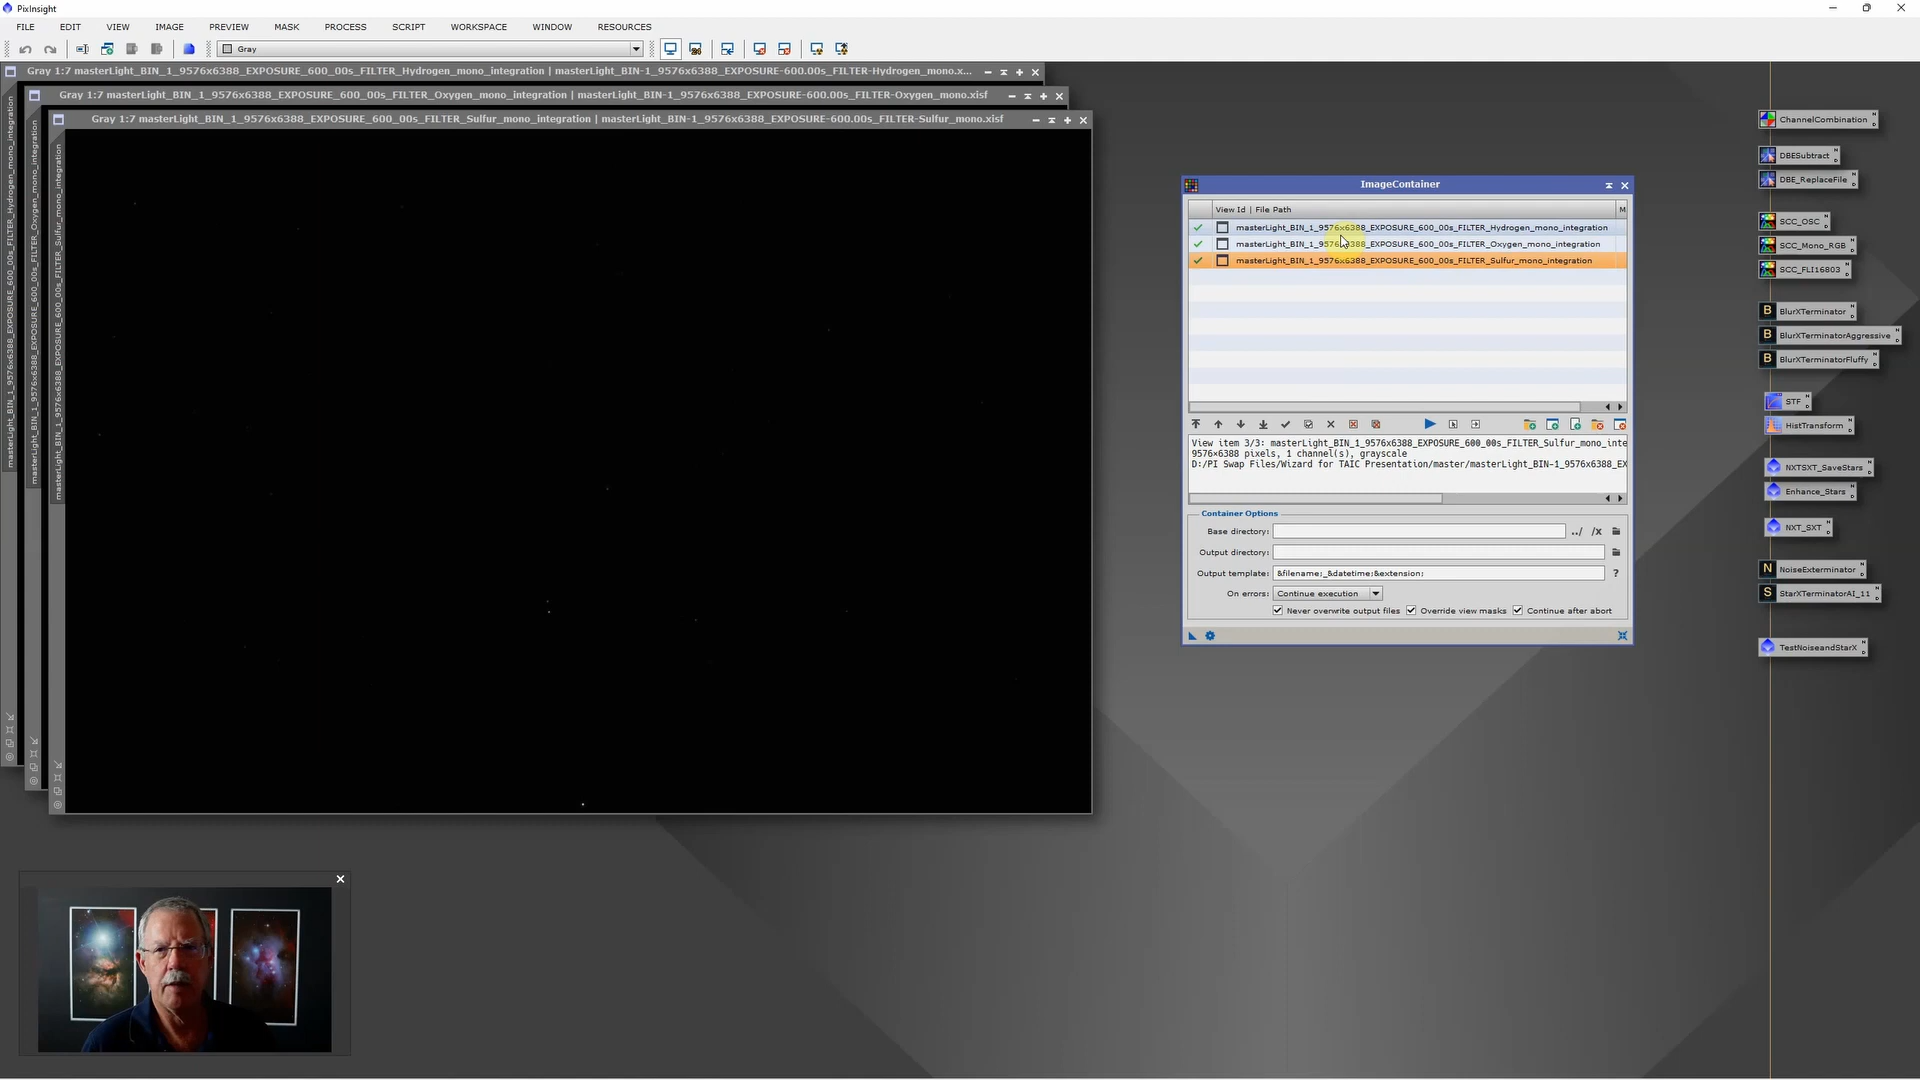 PixInsight
FILE EDIT VIEW IMAGE PREVIEW MASK PROCESS SCRIPT WORKSPACE WINDOW RESOURCES
Gray
Gray 1:7 masterLight_BIN_1_9576x6388_EXPOSURE_600_00s_FILTER_Hydrogen_mono_integration | masterLight_BIN-1_9576x6388_EXPOSURE-600.00s_FILTER-Hydrogen_mono.x...
Gray 1:7 masterLight_BIN_1_9576x6388_EXPOSURE_600_00s_FILTER_Oxygen_mono_integration | masterLight_BIN-1_9576x6388_EXPOSURE-600.00s_FILTER-Oxygen_mono.xisf
Gray 1:7 masterLight_BIN_1_9576x6388_EXPOSURE_600_00s_FILTER_Sulfur_mono_integration | masterLight_BIN-1_9576x6388_EXPOSURE-600.00s_FILTER-Sulfur_mono.xisf
masterLight_BIN_1_9576x6388_EXPOSURE_600_00s_FILTER_Hydrogen_mono_integration
masterLight_BIN_1_9576x6388_EXPOSURE_600_00s_FILTER_Oxygen_mono_integration
masterLight_BIN_1_9576x6388_EXPOSURE_600_00s_FILTER_Sulfur_mono_integration
ImageContainer
View Id | File Path M
masterLight_BIN_1_9576x6388_EXPOSURE_600_00s_FILTER_Hydrogen_mono_integration
masterLight_BIN_1_9576x6388_EXPOSURE_600_00s_FILTER_Oxygen_mono_integration
masterLight_BIN_1_9576x6388_EXPOSURE_600_00s_FILTER_Sulfur_mono_integration
View item 3/3: masterLight_BIN_1_9576x6388_EXPOSURE_600_00s_FILTER_Sulfur_mono_inte
9576×6388 pixels, 1 channel(s), grayscale
D:/PI Swap Files/Wizard for TAIC Presentation/master/masterLight_BIN-1_9576x6388_EX
Container Options
Base directory: ../ /x
Output directory:
Output template: &filename;_&datetime;&extension; ?
On errors: Continue execution
Never overwrite output files Override view masks Continue after abort
ChannelCombination
DBESubtract
DBE_ReplaceFile
SCC_OSC
SCC_Mono_RGB
SCC_FLI16803
B BlurXTerminator
B BlurXTerminatorAggressive
B BlurXTerminatorFluffy
STF
HistTransform
NXTSXT_SaveStars
Enhance_Stars
NXT_SXT
N NoiseExterminator
S StarXTerminatorAI_11
TestNoiseandStarX